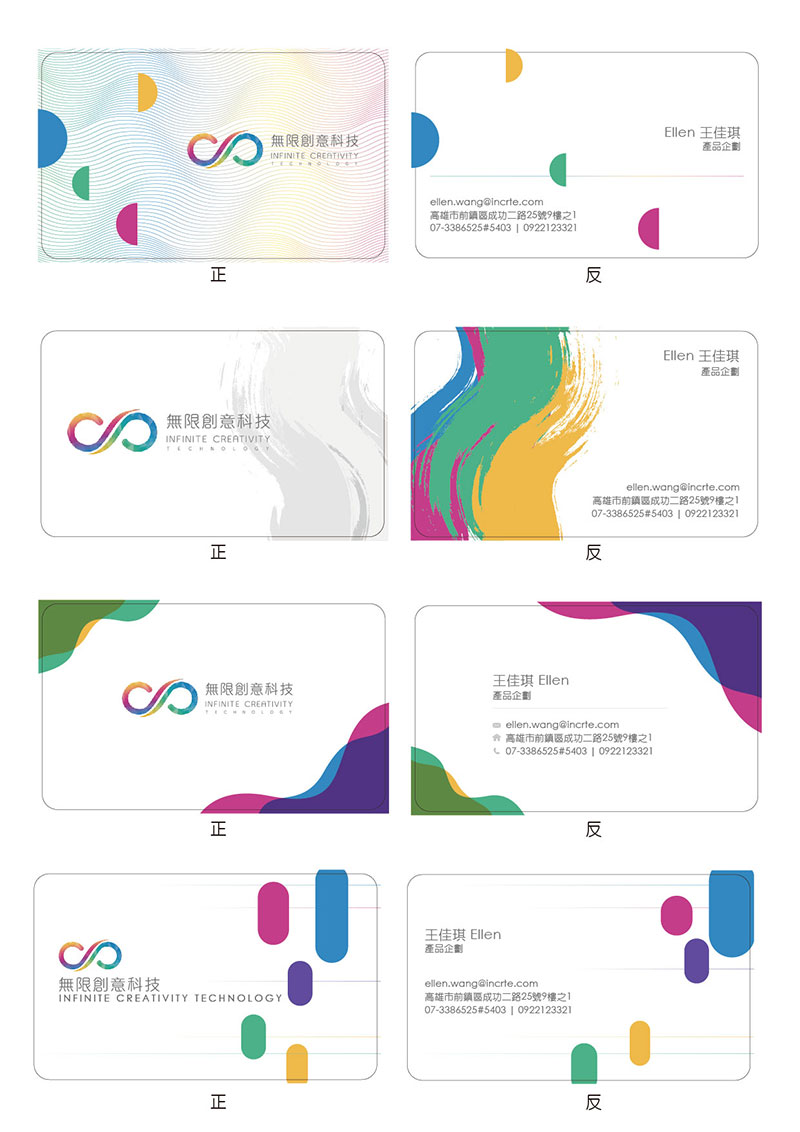 無限創意科技
INFINITE CREATIVITY
TECHNOLOGY
正
Ellen 王佳琪
產品企劃
ellen.wang@incrte.com
高雄市前鎮區成功二路25號9樓之1
07-3386525#5403 | 0922123321
反
無限創意科技
INFINITE CREATIVITY
TECHNOLOGY
正
Ellen 王佳琪
產品企劃
ellen.wang@incrte.com
高雄市前鎮區成功二路25號9樓之1
07-3386525#5403 | 0922123321
反
無限創意科技
INFINITE CREATIVITY
TECHNOLOGY
正
王佳琪 Ellen
產品企劃
ellen.wang@incrte.com
高雄市前鎮區成功二路25號9樓之1
07-3386525#5403 | 0922123321
反
無限創意科技
INFINITE CREATIVITY TECHNOLOGY
正
王佳琪 Ellen
產品企劃
ellen.wang@incrte.com
高雄市前鎮區成功二路25號9樓之1
07-3386525#5403 | 0922123321
反